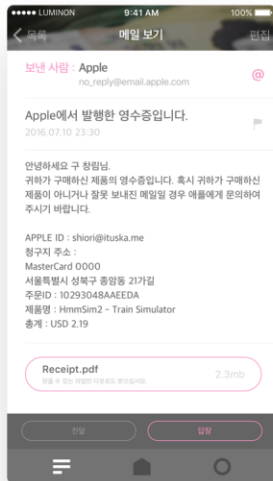 LUMINON 9:41 AM 100%
목록 메일 보기 편집
보낸 사람 : Apple @
no_reply@email.apple.com
Apple에서 발행한 영수증입니다.
2016.07.10 23:30
안녕하세요 구 창림님.
귀하가 구매하신 제품의 영수증입니다. 혹시 귀하가 구매하신
제품이 아니거나 잘못 보내진 메일일 경우 애플에게 문의하여
주시기 바랍니다.
APPLE ID : shiori@ituska.me
청구지 주소 :
MasterCard 0000
서울특별시 성북구 종암동 21가길
주문ID : 10293048AAEEDA
제품명 : HmmSim2 - Train Simulator
총계 : USD 2.19
Receipt.pdf 2.3mb
전달 답장